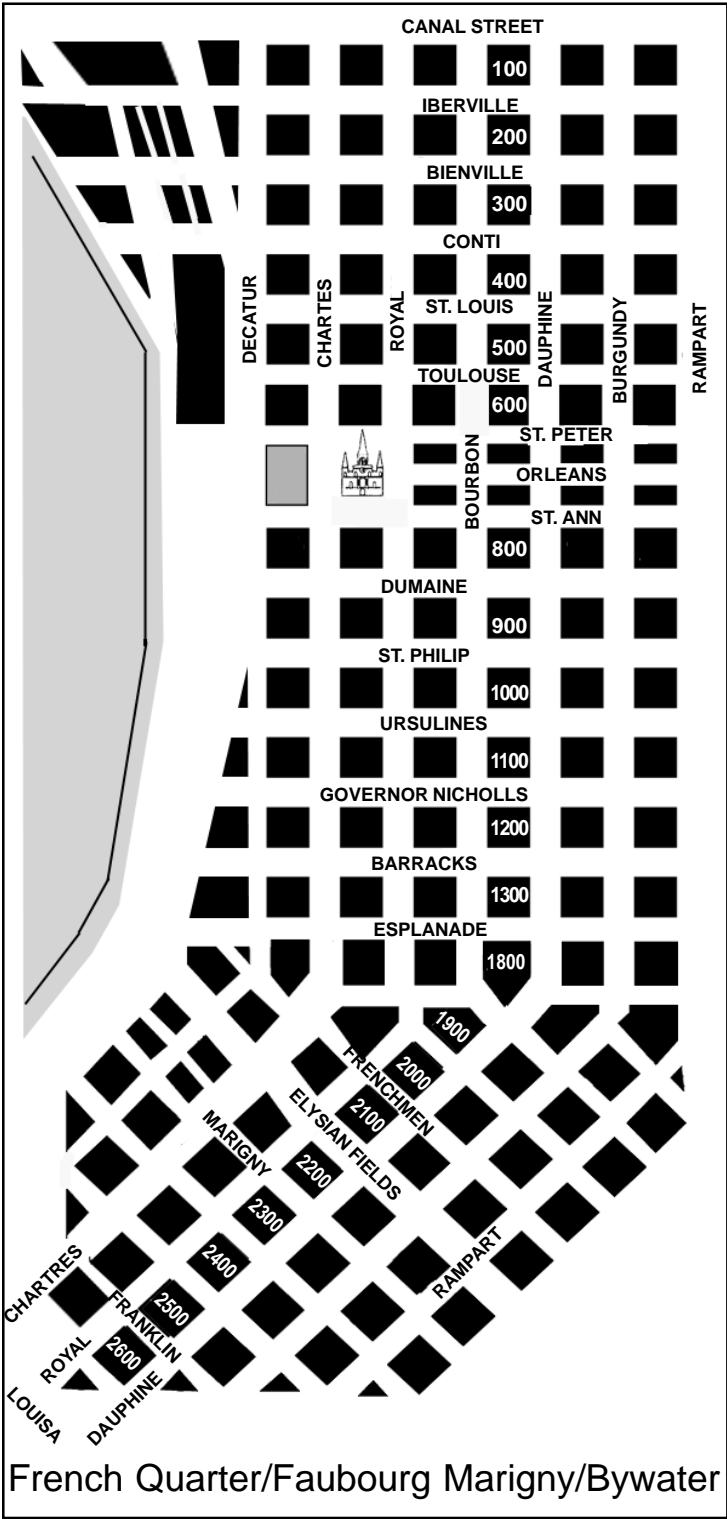 CANAL STREET
100
IBERVILLE
200
BIENVILLE
300
CONTI
400
DECATUR
CHARTES
ROYAL
ST. LOUIS
DAUPHINE
BURGUNDY
RAMPART
500
TOULOUSE
600
ST. PETER
BOURBON
ORLEANS
ST. ANN
800
DUMAINE
900
ST. PHILIP
1000
URSULINES
1100
GOVERNOR NICHOLLS
1200
BARRACKS
1300
ESPLANADE
1800
1900
FRENCHMEN
2000
ELYSIAN FIELDS
2100
MARIGNY
2200
2300
RAMPART
2400
CHARTRES
FRANKLIN
2500
ROYAL
2600
LOUISA
DAUPHINE
French Quarter/Faubourg Marigny/Bywater